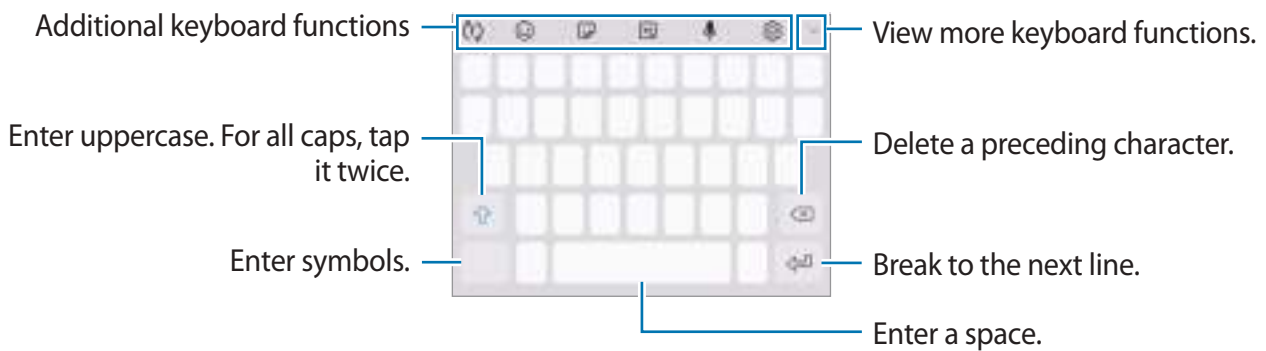 Additional keyboard functions
View more keyboard functions.
Enter uppercase. For all caps, tap
it twice.
Delete a preceding character.
Enter symbols.
Break to the next line.
Enter a space.